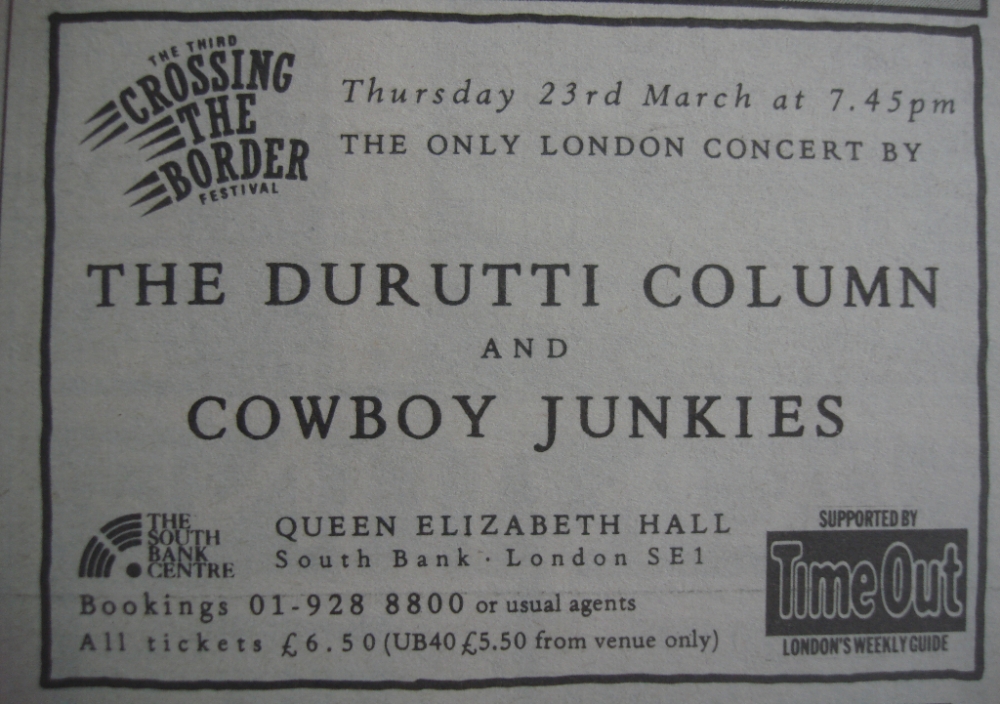 THE THIRD
CROSSING
THE
BORDER
FESTIVAL
Thursday 23rd March at 7.45pm
THE ONLY LONDON CONCERT BY
THE DURUTTI COLUMN
AND
COWBOY JUNKIES
THE
SOUTH
BANK
CENTRE
QUEEN ELIZABETH HALL
South Bank · London SE1
Bookings 01-928 8800 or usual agents
All tickets £6.50 (UB40 £5.50 from venue only)
SUPPORTED BY
Time Out
LONDON'S WEEKLY GUIDE